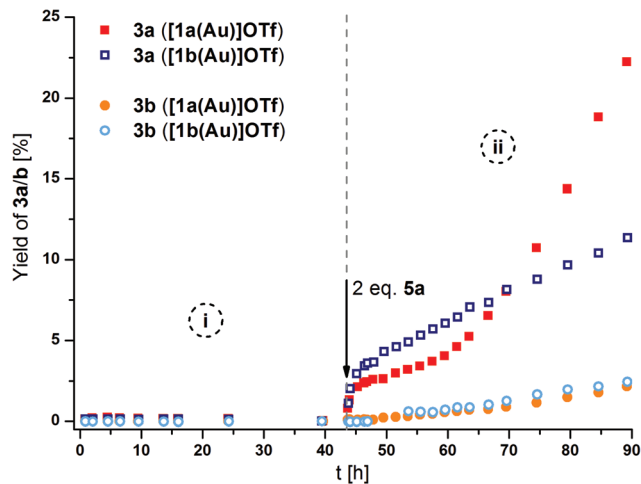 25
20
15
10
5
0
Yield of 3a/b [%]
3a ([1a(Au)]OTf)
3a ([1b(Au)]OTf)
3b ([1a(Au)]OTf)
3b ([1b(Au)]OTf)
i
ii
2 eq. 5a
0 10 20 30 40 50 60 70 80 90
t [h]